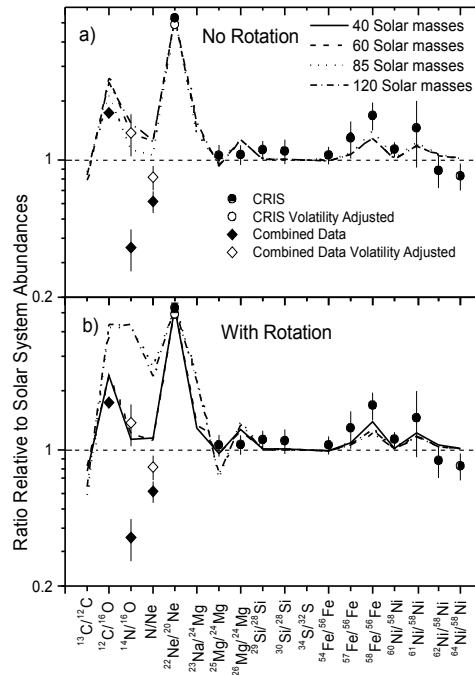 a)
No Rotation
40 Solar masses
60 Solar masses
85 Solar masses
120 Solar masses
1
CRIS
CRIS Volatility Adjusted
Combined Data
Combined Data Volatility Adjusted
0.2
b)
With Rotation
1
0.2
Ratio Relative to Solar System Abundances
13C/12C
12C/16O
14N/16O
N/Ne
22Ne/20Ne
23Na/24Mg
25Mg/24Mg
26Mg/24Mg
29Si/28Si
30Si/28Si
34S/32S
54Fe/56Fe
57Fe/56Fe
58Fe/56Fe
60Ni/58Ni
61Ni/58Ni
62Ni/58Ni
64Ni/58Ni